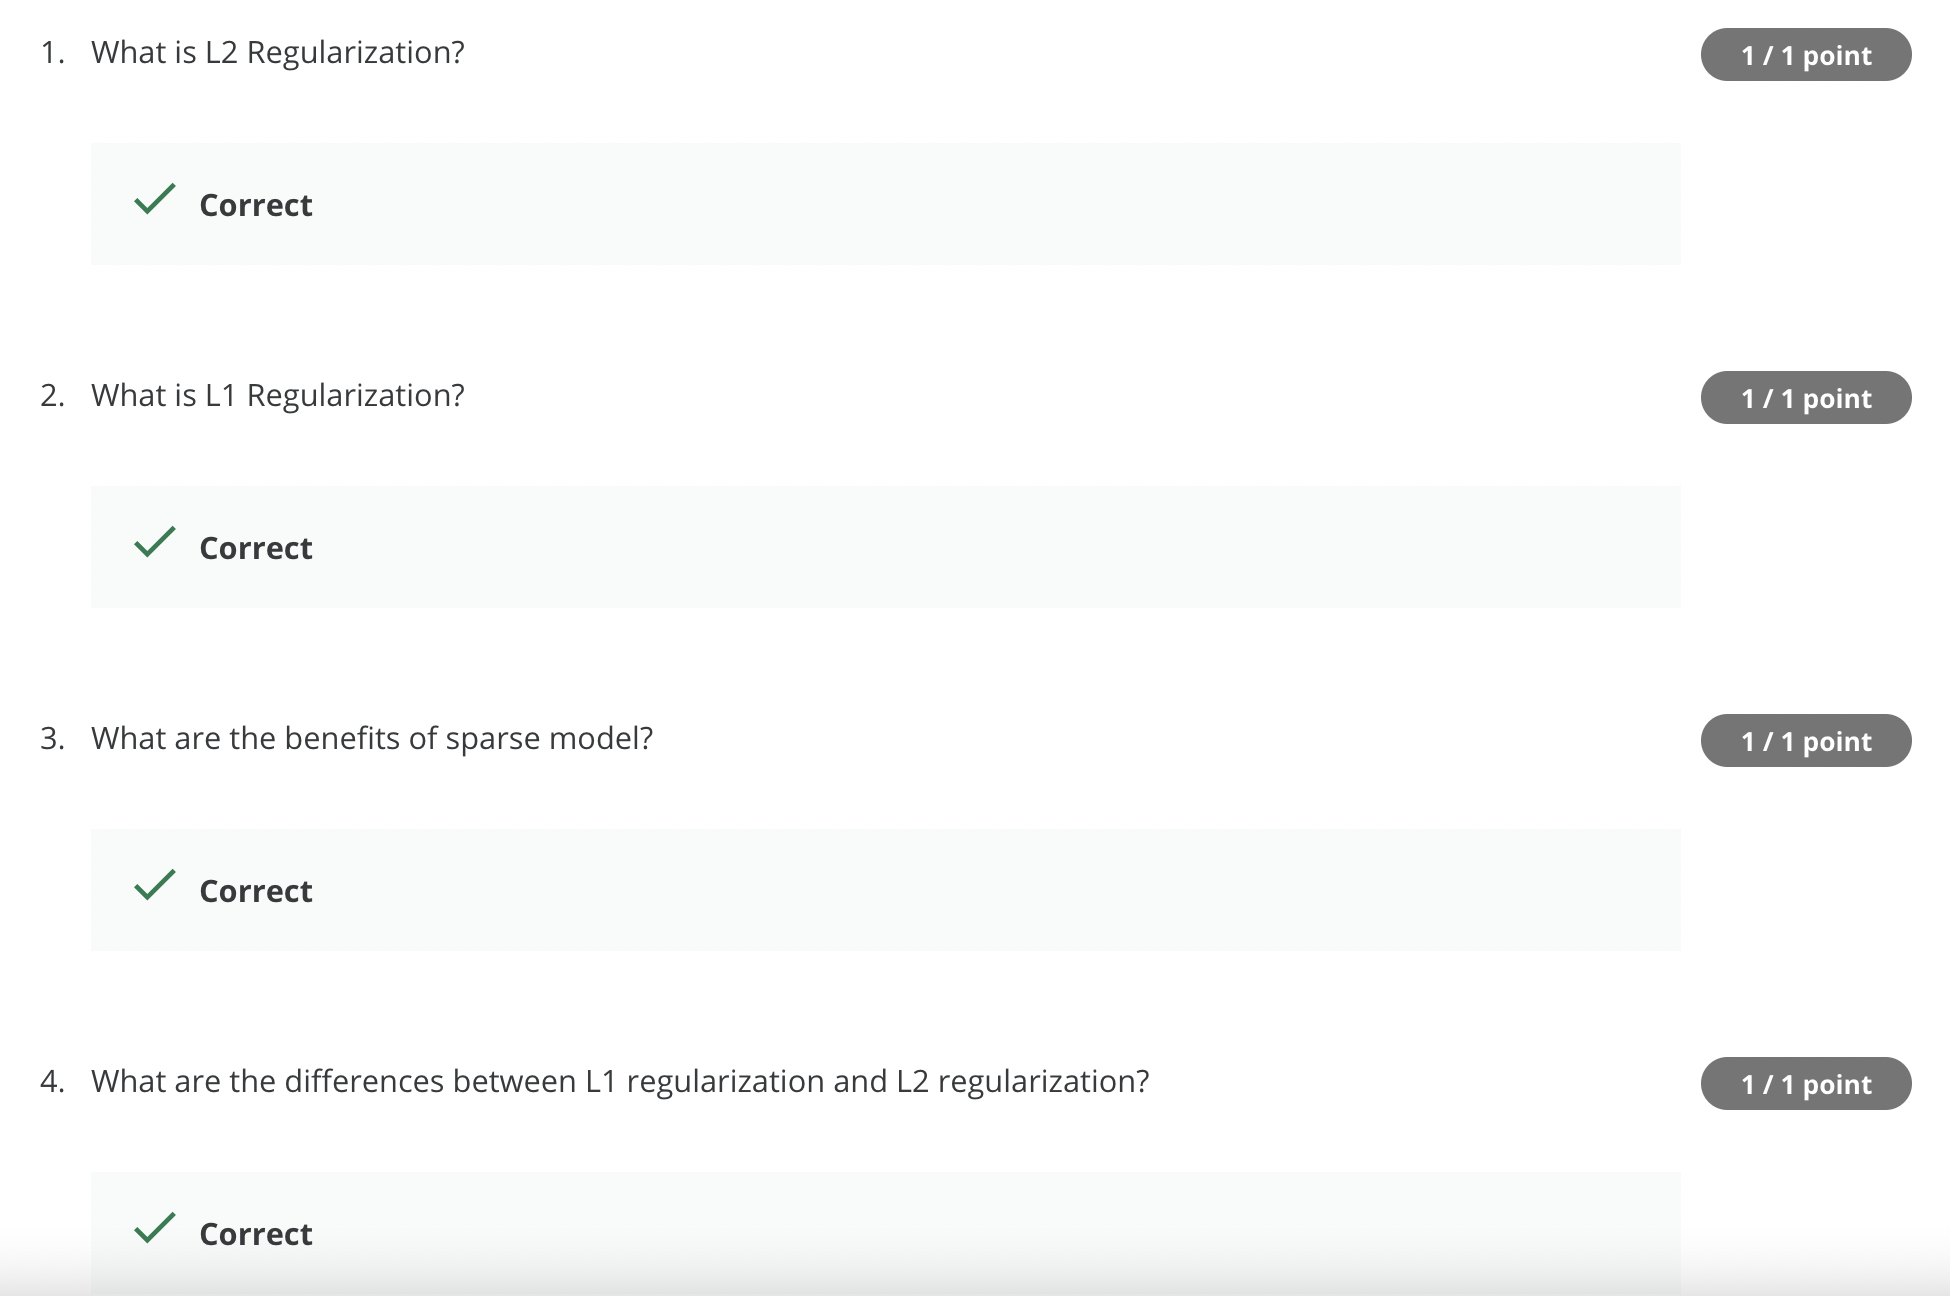 1. What is L2 Regularization?
1 / 1 point
Correct
2. What is L1 Regularization?
1 / 1 point
Correct
3. What are the benefits of sparse model?
1 / 1 point
Correct
4. What are the differences between L1 regularization and L2 regularization?
1 / 1 point
Correct